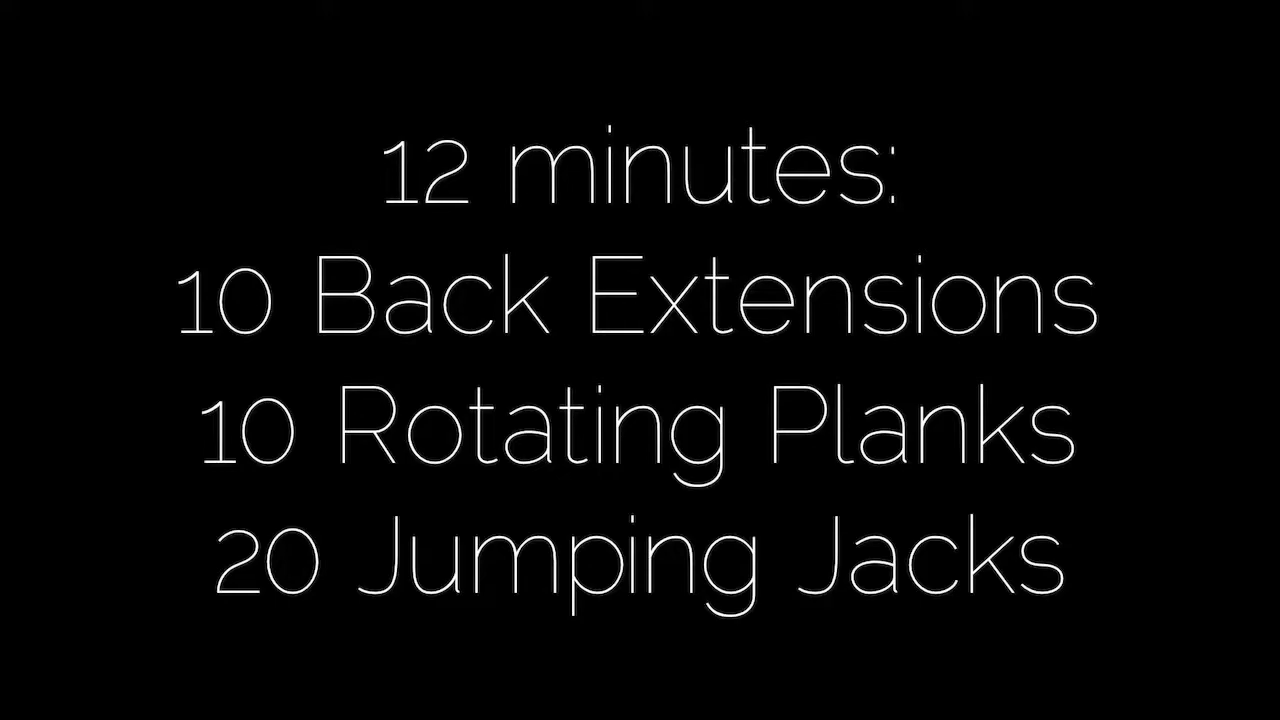 12 minutes:
10 Back Extensions
10 Rotating Planks
20 Jumping Jacks